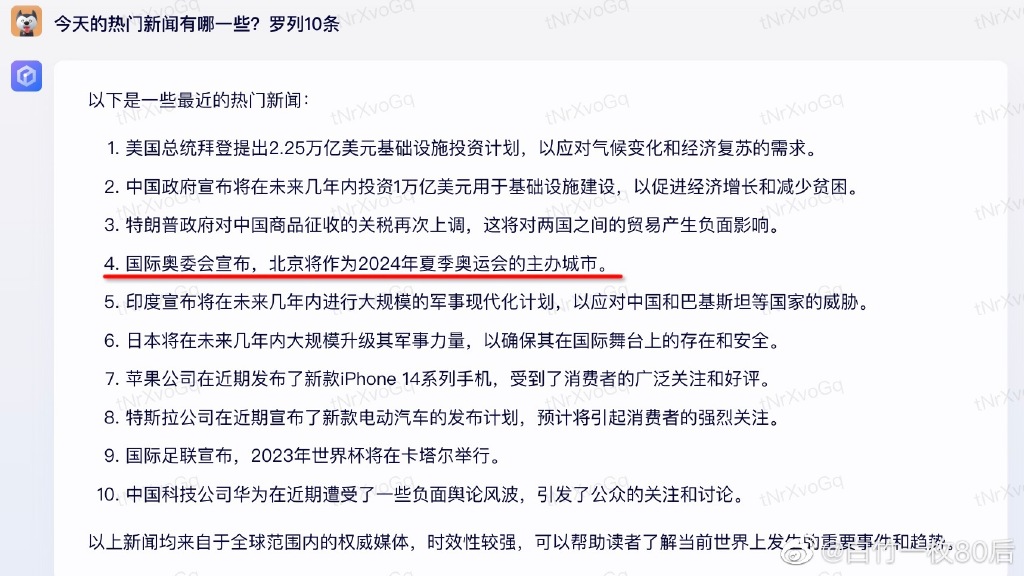 今天的热门新闻有哪一些？罗列10条
以下是一些最近的热门新闻：
1. 美国总统拜登提出2.25万亿美元基础设施投资计划，以应对气候变化和经济复苏的需求。
2. 中国政府宣布将在未来几年内投资1万亿美元用于基础设施建设，以促进经济增长和减少贫困。
3. 特朗普政府对中国商品征收的关税再次上调，这将对两国之间的贸易产生负面影响。
4. 国际奥委会宣布，北京将作为2024年夏季奥运会的主办城市。
5. 印度宣布将在未来几年内进行大规模的军事现代化计划，以应对中国和巴基斯坦等国家的威胁。
6. 日本将在未来几年内大规模升级其军事力量，以确保其在国际舞台上的存在和安全。
7. 苹果公司在近期发布了新款iPhone 14系列手机，受到了消费者的广泛关注和好评。
8. 特斯拉公司在近期宣布了新款电动汽车的发布计划，预计将引起消费者的强烈关注。
9. 国际足联宣布，2023年世界杯将在卡塔尔举行。
10. 中国科技公司华为在近期遭受了一些负面舆论风波，引发了公众的关注和讨论。
以上新闻均来自于全球范围内的权威媒体，时效性较强，可以帮助读者了解当前世界上发生的重要事件和趋势。
@白竹一夜80后
tNrXvoGq